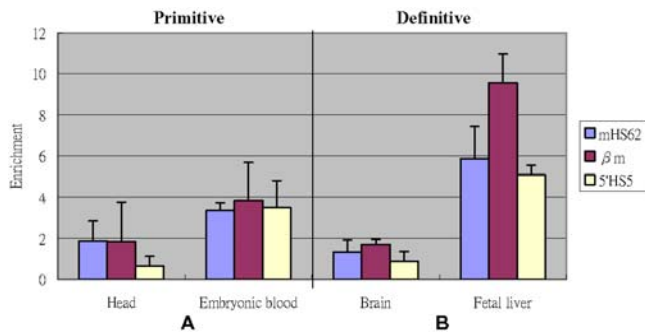 Primitive Definitive
12
10
8
6
4
2
0
Enrichment
mHS62
βm
5'HS5
Head Embryonic blood Brain Fetal liver
A B